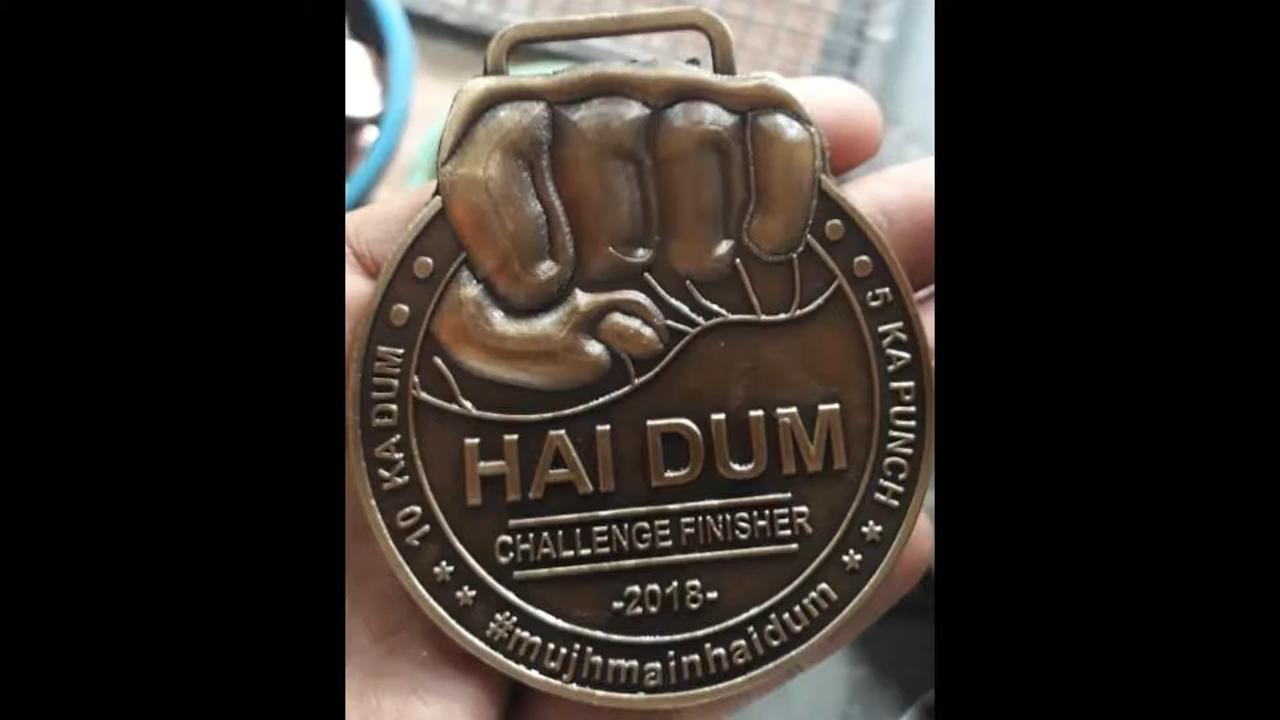 HAI DUM
CHALLENGE FINISHER
-2018-
10 KA DUM
5 KA PUNCH
#mujhmainhaidum